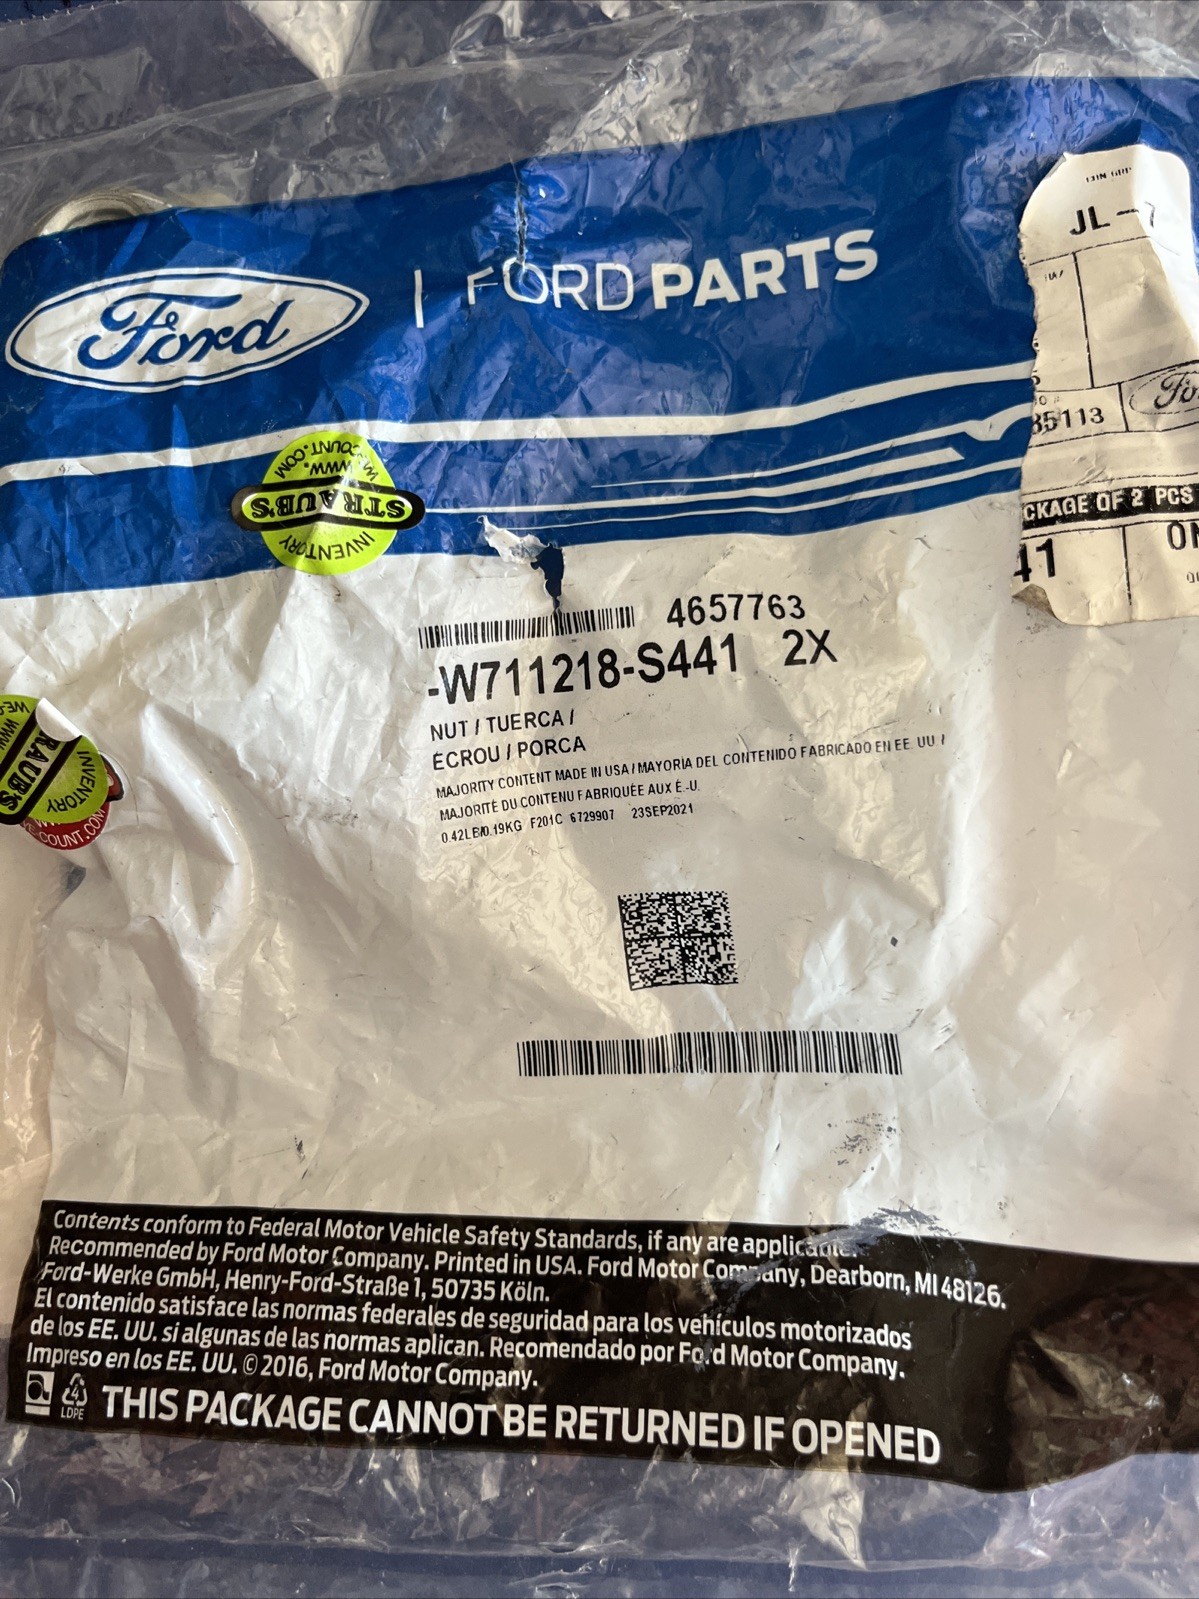 Ford | FORD PARTS
JL-7
35113
CKAGE OF 2 PCS
41
STRAUB'S
INVENTORY
WWW.
WE-COUNT.COM
4657763
-W711218-S441 2X
NUT / TUERCA /
ÉCROU / PORCA
MAJORITY CONTENT MADE IN USA / MAYORÍA DEL CONTENIDO FABRICADO EN EE. UU. /
MAJORITÉ DU CONTENU FABRIQUÉE AUX É.-U.
0.42LB/0.19KG F201C 6729907 23SEP2021
INVENTORY
RAUB'S
WWW
COUNT.COM
Contents conform to Federal Motor Vehicle Safety Standards, if any are applicable.
Recommended by Ford Motor Company. Printed in USA. Ford Motor Company, Dearborn, MI 48126.
Ford-Werke GmbH, Henry-Ford-Straße 1, 50735 Köln.
El contenido satisface las normas federales de seguridad para los vehículos motorizados
de los EE. UU. si algunas de las normas aplican. Recomendado por Ford Motor Company.
Impreso en los EE. UU. © 2016, Ford Motor Company.
4
LDPE
THIS PACKAGE CANNOT BE RETURNED IF OPENED